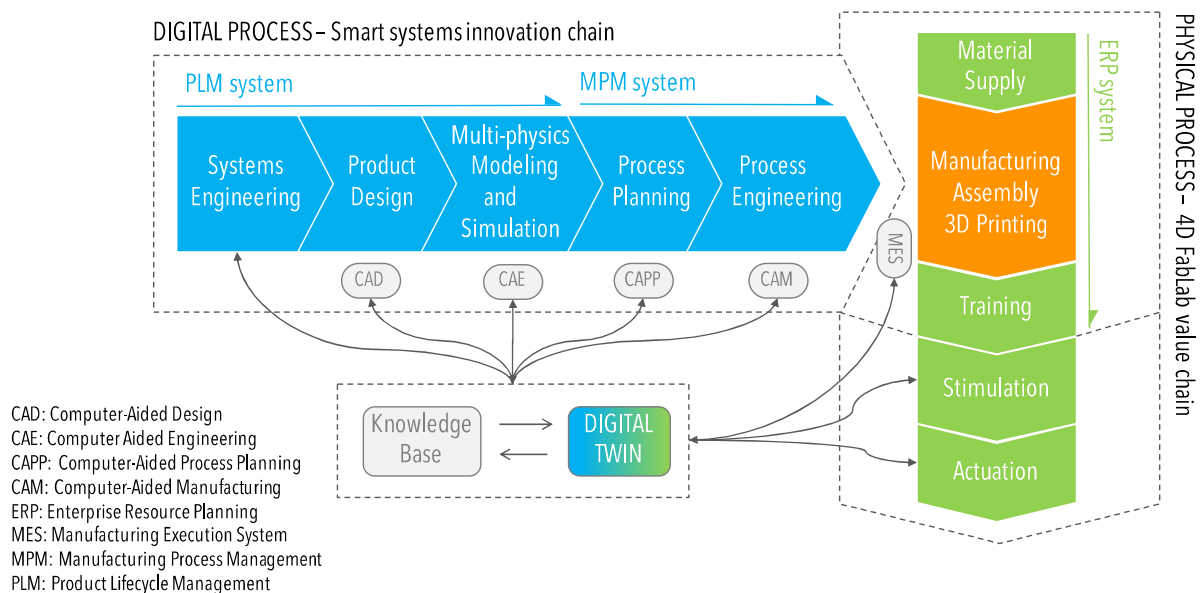 DIGITAL PROCESS – Smart systems innovation chain
PLM system
MPM system
Systems
Engineering
Product
Design
Multi-physics
Modeling
and
Simulation
Process
Planning
Process
Engineering
CAD
CAE
CAPP
CAM
MES
Material
Supply
Manufacturing
Assembly
3D Printing
Training
Stimulation
Actuation
ERP system
PHYSICAL PROCESS – 4D FabLab value chain
Knowledge
Base
DIGITAL
TWIN
CAD: Computer-Aided Design
CAE: Computer Aided Engineering
CAPP: Computer-Aided Process Planning
CAM: Computer-Aided Manufacturing
ERP: Enterprise Resource Planning
MES: Manufacturing Execution System
MPM: Manufacturing Process Management
PLM: Product Lifecycle Management